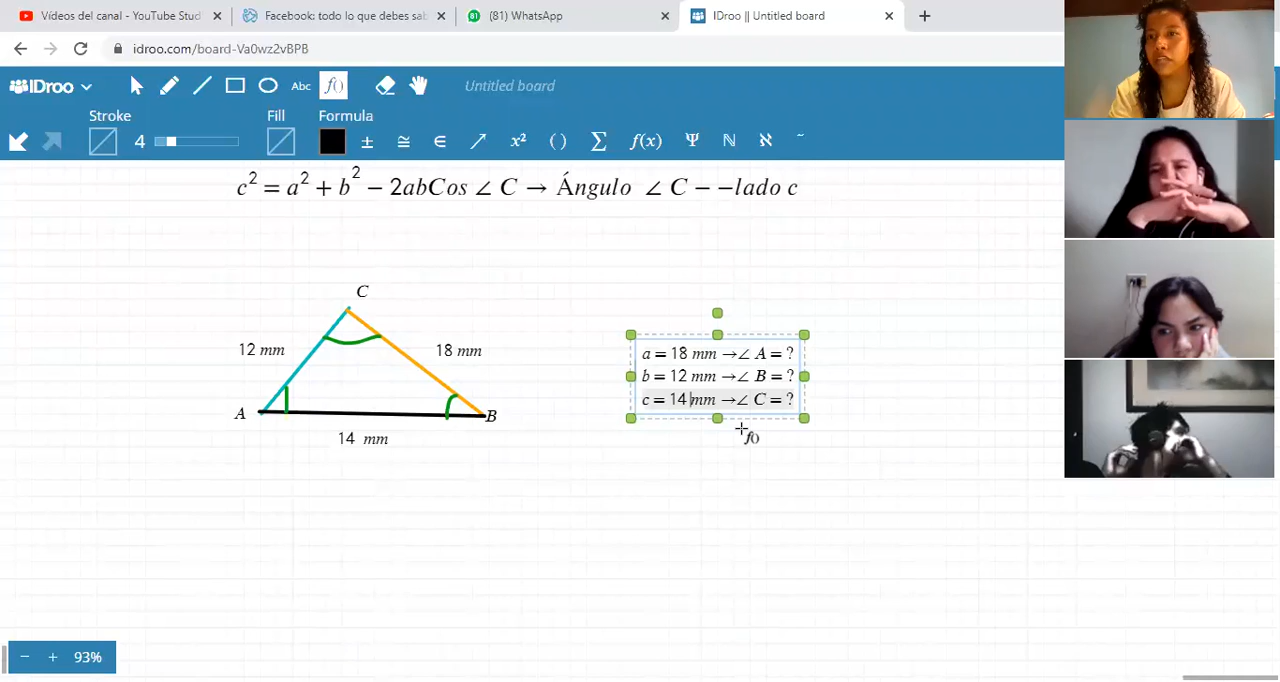 Vídeos del canal - YouTube Stud
Facebook: todo lo que debes sab
(81) WhatsApp
IDroo || Untitled board
idroo.com/board-Va0wz2vBPB
IDroo
Abc
f()
Untitled board
Stroke
Fill
Formula
4
± ≅ ∈ x² ( ) ∑ f(x) Ψ ℕ ℵ ~
c² = a² + b² − 2abCos ∠ C → Ángulo ∠ C − −lado c
C
12 mm
18 mm
A
B
14 mm
a = 18 mm →∠ A = ?
b = 12 mm →∠ B = ?
c = 14 mm →∠ C = ?
f()
− + 93%